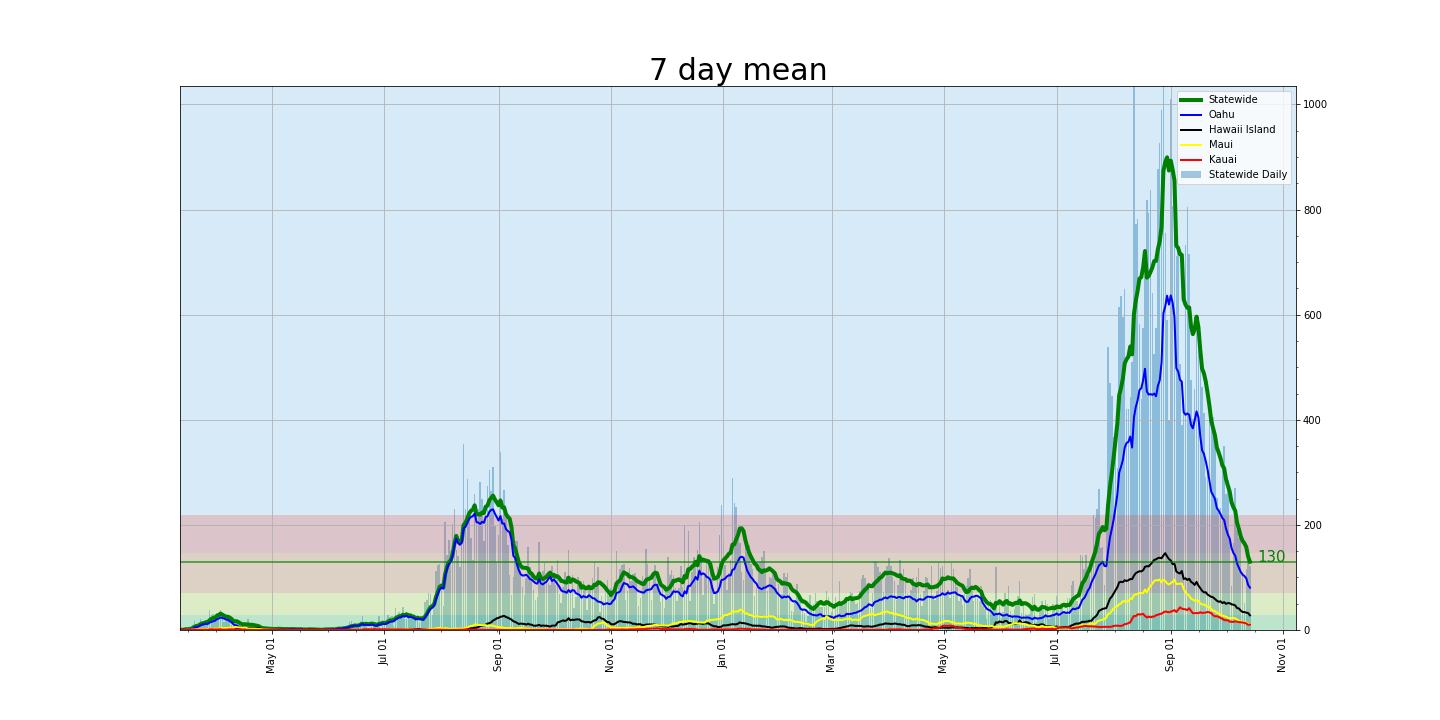 7 day mean
Statewide
Oahu
Hawaii Island
Maui
Kauai
Statewide Daily
1000
800
600
400
200
0
130
May 01
Jul 01
Sep 01
Nov 01
Jan 01
Mar 01
May 01
Jul 01
Sep 01
Nov 01